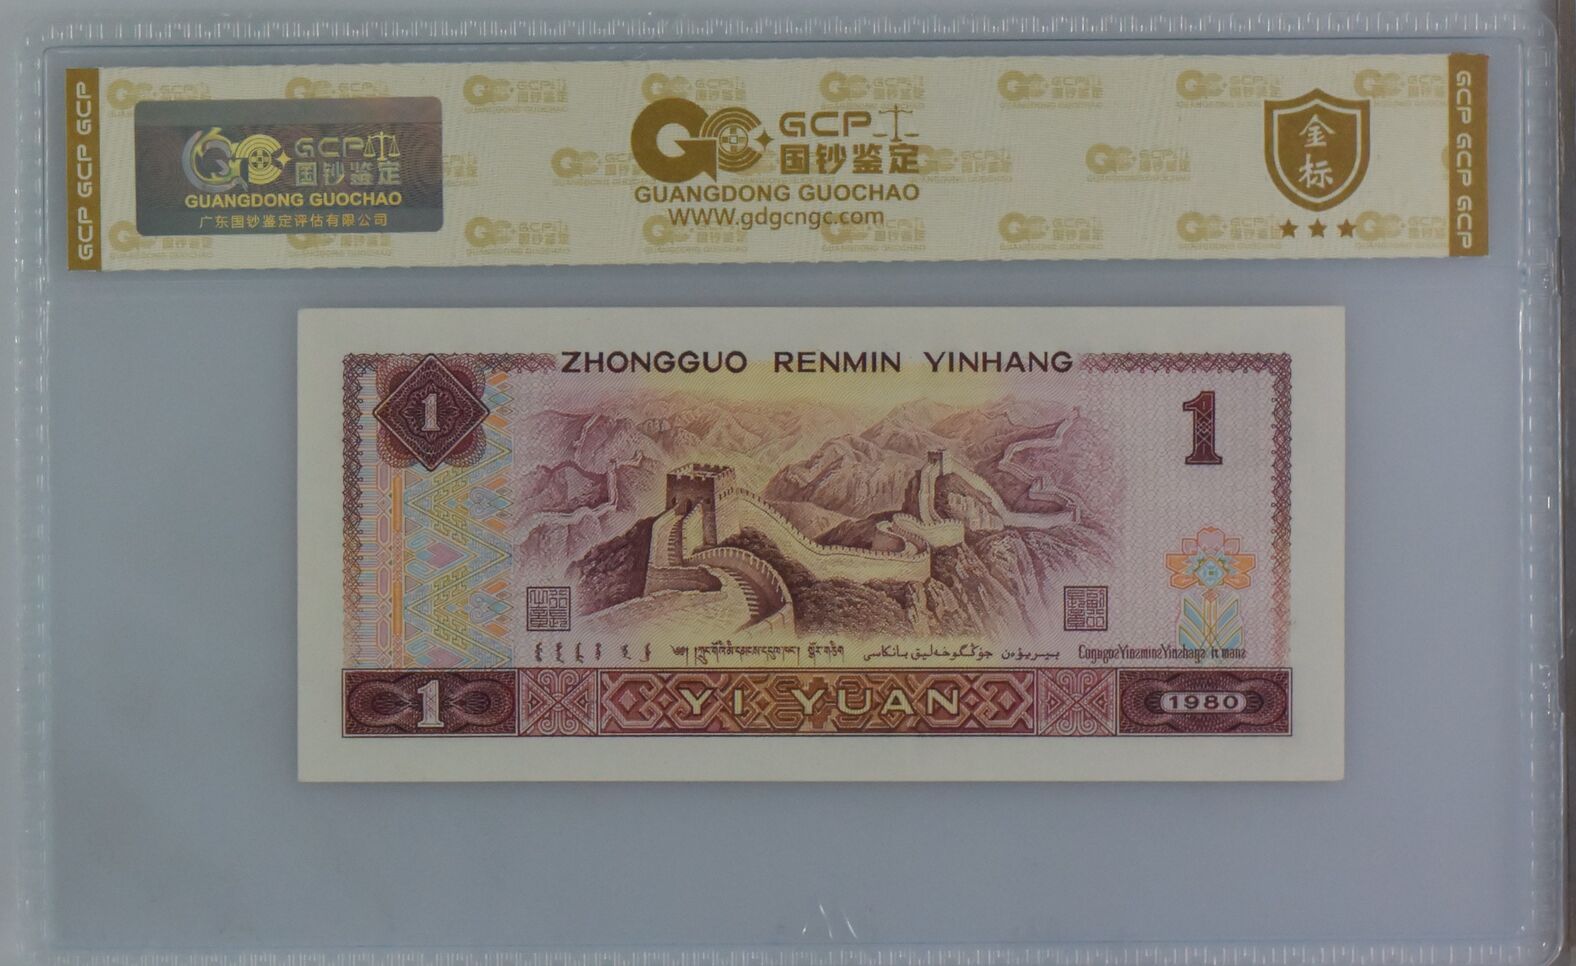 GCP GCP GCP
GCP
国钞鉴定
GUANGDONG GUOCHAO
广东国钞鉴定评估有限公司
GCP
国钞鉴定
GUANGDONG GUOCHAO
WWW.gdgcngc.com
金标
GCP GCP GCP
ZHONGGUO RENMIN YINHANG
1
1
1
YI YUAN
1980